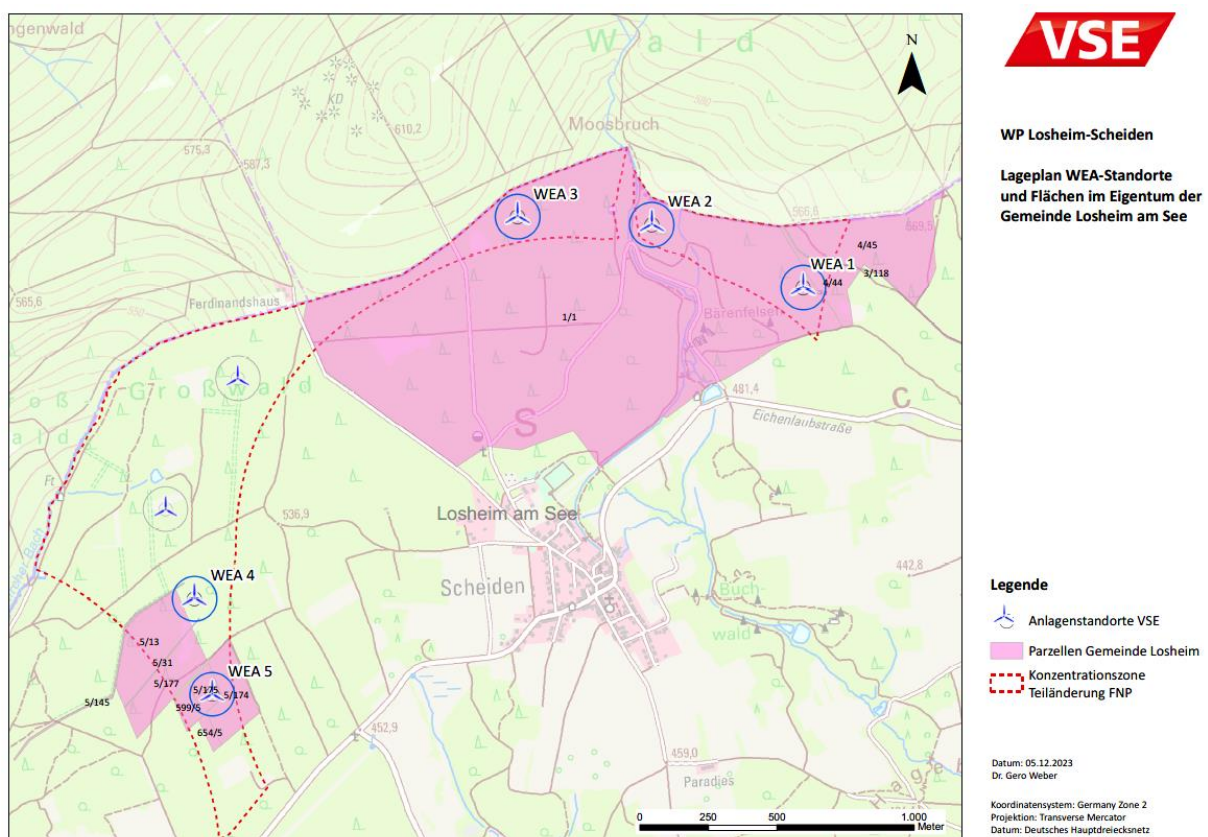 VSE
WP Losheim-Scheiden
Lageplan WEA-Standorte
und Flächen im Eigentum der
Gemeinde Losheim am See
N
Wald
Moosbruch
KD
610,2
575,3
587,3
WEA 3
WEA 2
566,6
569,5
4/45
3/118
WEA 1
4/44
565,6
Ferdinandshaus
1/1
Bärenfelsen
Großwald
481,4
S
C
Eichenlaubstraße
Ft
536,9
Losheim am See
Scheiden
442,8
WEA 4
Buch-
wald
5/13
6/31
5/177
WEA 5
5/175
5/174
5/145
599/5
654/5
452,9
459,0
Paradies
0 250 500 1.000
Meter
Legende
Anlagenstandorte VSE
Parzellen Gemeinde Losheim
Konzentrationszone
Teiländerung FNP
Datum: 05.12.2023
Dr. Gero Weber
Koordinatensystem: Germany Zone 2
Projektion: Transverse Mercator
Datum: Deutsches Hauptdreiecksnetz